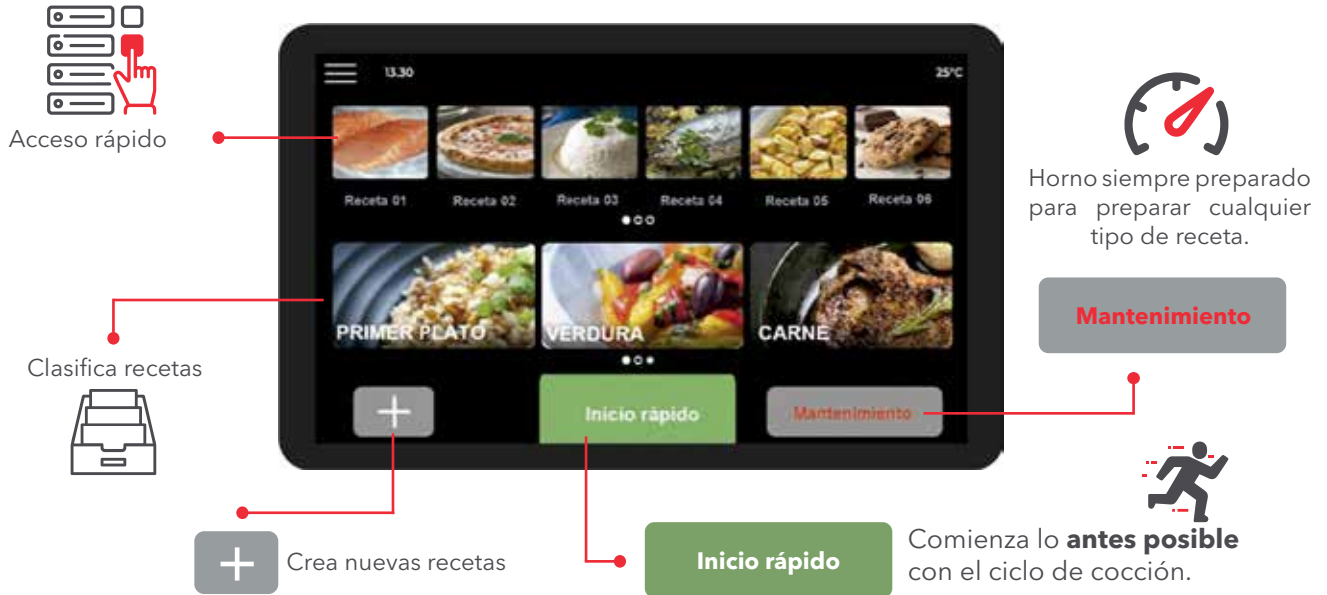 13.30
25°C
Acceso rápido
Receta 01
Receta 02
Receta 03
Receta 04
Receta 05
Receta 06
Horno siempre preparado
para preparar cualquier
tipo de receta.
PRIMER PLATO
VERDURA
CARNE
Mantenimiento
Clasifica recetas
Inicio ràpido
Mantenimiento
Crea nuevas recetas
Inicio rápido
Comienza lo antes posible
con el ciclo de cocción.